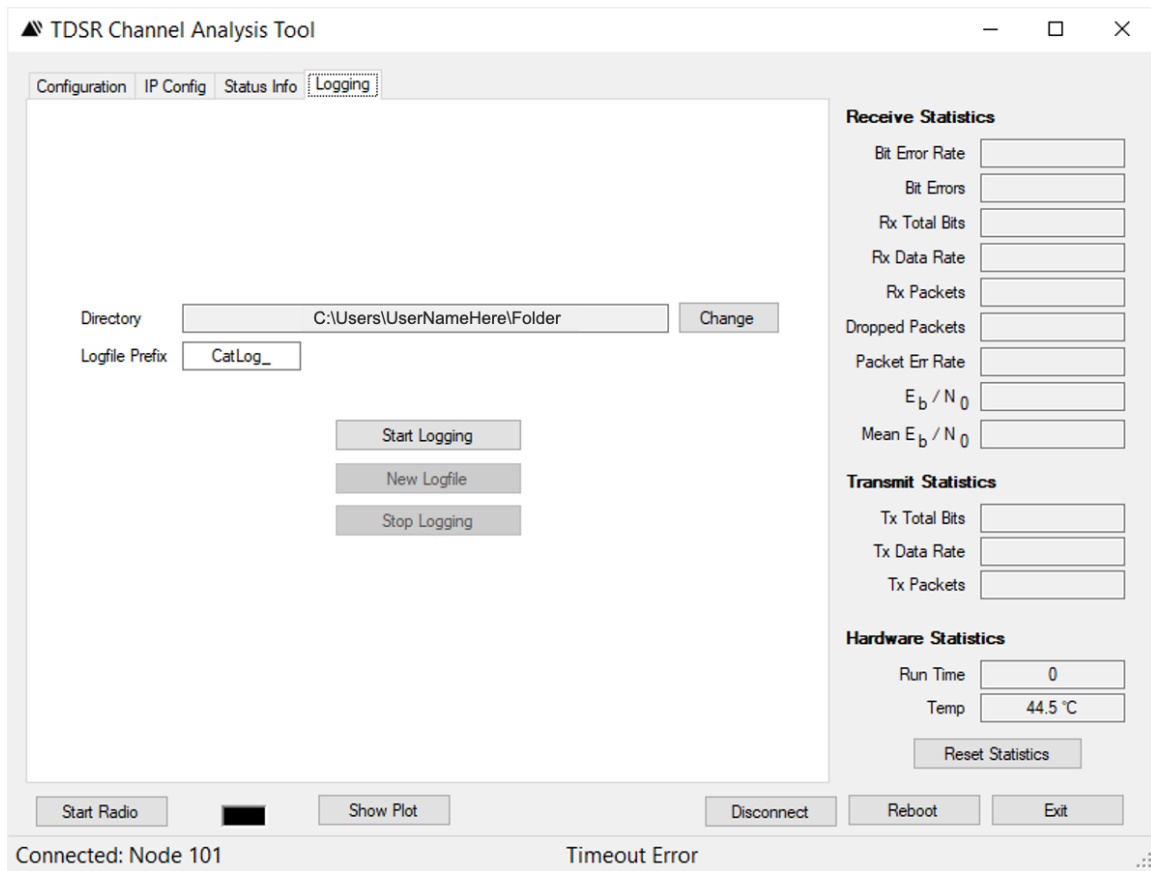 TDSR Channel Analysis Tool
Configuration IP Config Status Info Logging
Directory C:\Users\UserNameHere\Folder Change
Logfile Prefix CatLog_
Start Logging
New Logfile
Stop Logging
Receive Statistics
Bit Error Rate
Bit Errors
Rx Total Bits
Rx Data Rate
Rx Packets
Dropped Packets
Packet Err Rate
E b / N 0
Mean E b / N 0
Transmit Statistics
Tx Total Bits
Tx Data Rate
Tx Packets
Hardware Statistics
Run Time 0
Temp 44.5 °C
Reset Statistics
Start Radio Show Plot Disconnect Reboot Exit
Connected: Node 101 Timeout Error